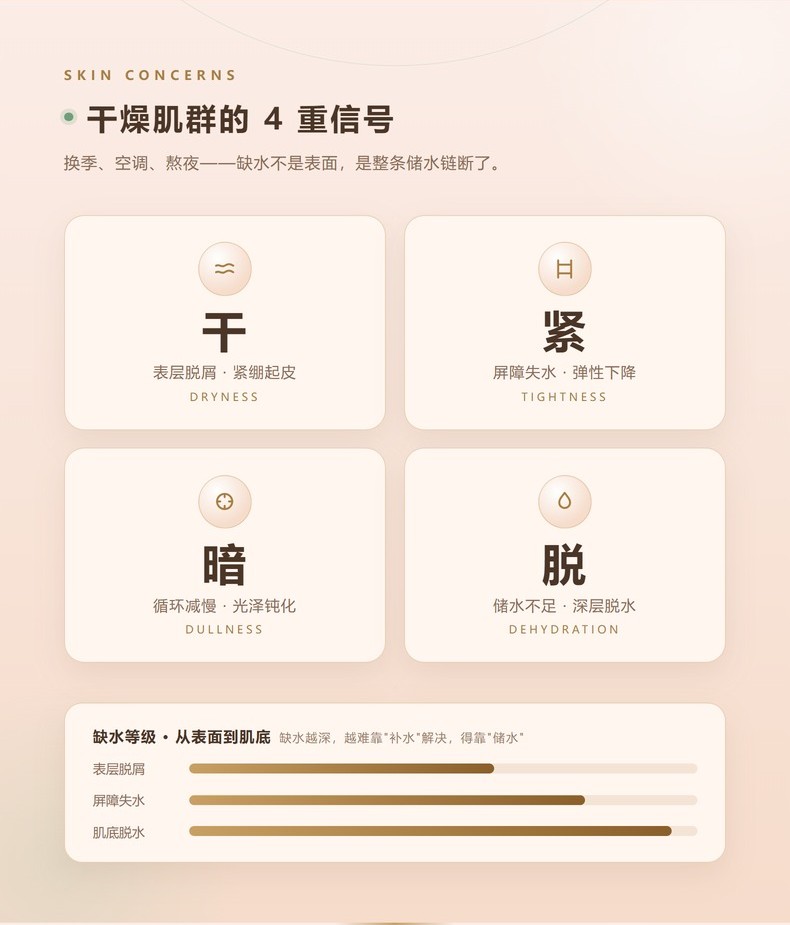 SKIN CONCERNS
干燥肌群的 4 重信号
换季、空调、熬夜——缺水不是表面，是整条储水链断了。
干
表层脱屑 · 紧绷起皮
DRYNESS
紧
屏障失水 · 弹性下降
TIGHTNESS
暗
循环减慢 · 光泽钝化
DULLNESS
脱
储水不足 · 深层脱水
DEHYDRATION
缺水等级 • 从表面到肌底 缺水越深，越难靠"补水"解决，得靠"储水"
表层脱屑
屏障失水
肌底脱水